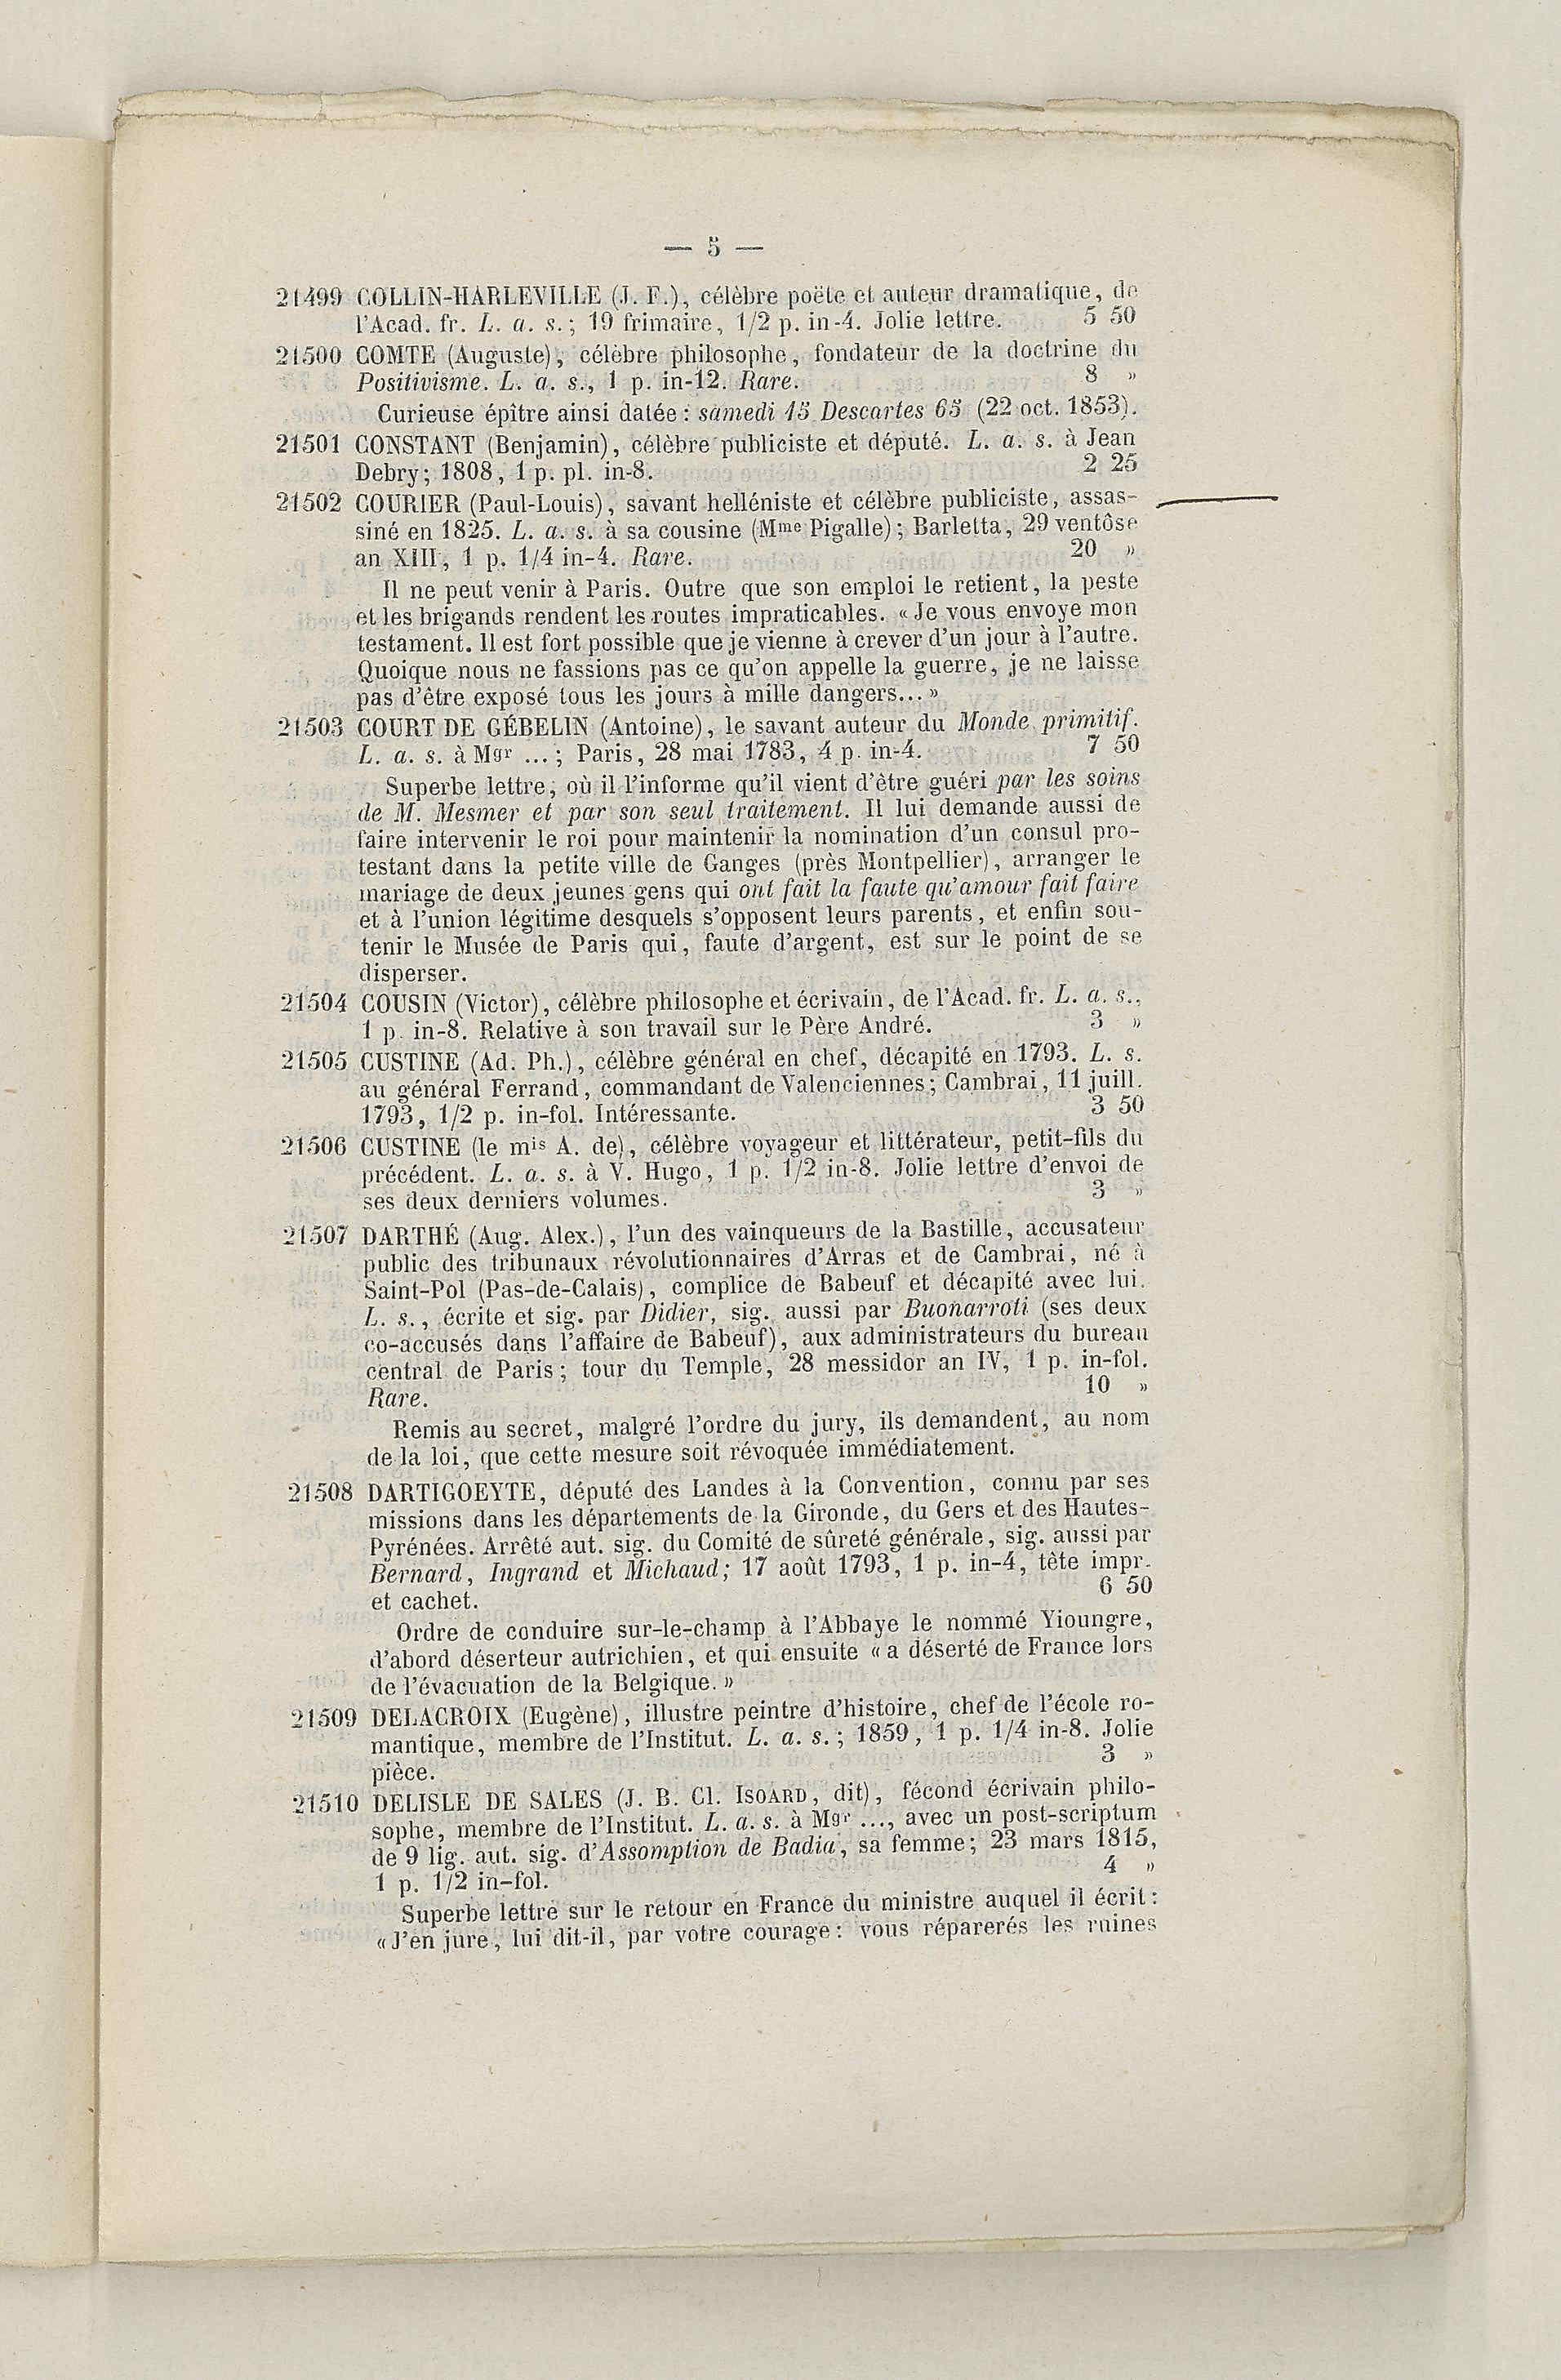 — 5 —
21499 COLLIN-HARLEVILLE (J. F.), célèbre poëte et auteur dramatique, de
l'Acad. fr. L. a. s.; 19 frimaire, 1/2 p. in-4. Jolie lettre. 5 50
21500 COMTE (Auguste), célèbre philosophe, fondateur de la doctrine du
Positivisme. L. a. s., 1 p. in-12. Rare. 8 »
Curieuse épître ainsi datée : samedi 15 Descartes 65 (22 oct. 1853).
21501 CONSTANT (Benjamin), célèbre publiciste et député. L. a. s. à Jean
Debry; 1808, 1 p. pl. in-8. 2 25
21502 COURIER (Paul-Louis), savant helléniste et célèbre publiciste, assas-
siné en 1825. L. a. s. à sa cousine (Mme Pigalle); Barletta, 29 ventôse
an XIII, 1 p. 1/4 in-4. Rare. 20 »
Il ne peut venir à Paris. Outre que son emploi le retient, la peste
et les brigands rendent les routes impraticables. « Je vous envoye mon
testament. Il est fort possible que je vienne à crever d'un jour à l'autre.
Quoique nous ne fassions pas ce qu'on appelle la guerre, je ne laisse
pas d'être exposé tous les jours à mille dangers... »
21503 COURT DE GÉBELIN (Antoine), le savant auteur du Monde primitif.
L. a. s. à Mgr ...; Paris, 28 mai 1783, 4 p. in-4. 7 50
Superbe lettre, où il l'informe qu'il vient d'être guéri par les soins
de M. Mesmer et par son seul traitement. Il lui demande aussi de
faire intervenir le roi pour maintenir la nomination d'un consul pro-
testant dans la petite ville de Ganges (près Montpellier), arranger le
mariage de deux jeunes gens qui ont fait la faute qu'amour fait faire
et à l'union légitime desquels s'opposent leurs parents, et enfin sou-
tenir le Musée de Paris qui, faute d'argent, est sur le point de se
disperser.
21504 COUSIN (Victor), célèbre philosophe et écrivain, de l'Acad. fr. L. a. s.,
1 p. in-8. Relative à son travail sur le Père André. 3 »
21505 CUSTINE (Ad. Ph.), célèbre général en chef, décapité en 1793. L. s.
au général Ferrand, commandant de Valenciennes; Cambrai, 11 juill.
1793, 1/2 p. in-fol. Intéressante. 3 50
21506 CUSTINE (le mis A. de), célèbre voyageur et littérateur, petit-fils du
précédent. L. a. s. à V. Hugo, 1 p. 1/2 in-8. Jolie lettre d'envoi de
ses deux derniers volumes. 3 »
21507 DARTHÉ (Aug. Alex.), l'un des vainqueurs de la Bastille, accusateur
public des tribunaux révolutionnaires d'Arras et de Cambrai, né à
Saint-Pol (Pas-de-Calais), complice de Babeuf et décapité avec lui.
L. s., écrite et sig. par Didier, sig. aussi par Buonarroti (ses deux
co-accusés dans l'affaire de Babeuf), aux administrateurs du bureau
central de Paris; tour du Temple, 28 messidor an IV, 1 p. in-fol.
Rare. 10 »
Remis au secret, malgré l'ordre du jury, ils demandent, au nom
de la loi, que cette mesure soit révoquée immédiatement.
21508 DARTIGOEYTE, député des Landes à la Convention, connu par ses
missions dans les départements de la Gironde, du Gers et des Hautes-
Pyrénées. Arrêté aut. sig. du Comité de sûreté générale, sig. aussi par
Bernard, Ingrand et Michaud; 17 août 1793, 1 p. in-4, tête impr.
et cachet. 6 50
Ordre de conduire sur-le-champ à l'Abbaye le nommé Yioungre,
d'abord déserteur autrichien, et qui ensuite « a déserté de France lors
de l'évacuation de la Belgique. »
21509 DELACROIX (Eugène), illustre peintre d'histoire, chef de l'école ro-
mantique, membre de l'Institut. L. a. s.; 1859, 1 p. 1/4 in-8. Jolie
pièce. 3 »
21510 DELISLE DE SALES (J. B. Cl. ISOARD, dit), fécond écrivain philo-
sophe, membre de l'Institut. L. a. s. à Mgr ..., avec un post-scriptum
de 9 lig. aut. sig. d'Assomption de Badia, sa femme; 23 mars 1815,
1 p. 1/2 in-fol. 4 »
Superbe lettre sur le retour en France du ministre auquel il écrit :
« J'en jure, lui dit-il, par votre courage : vous réparerés les ruines